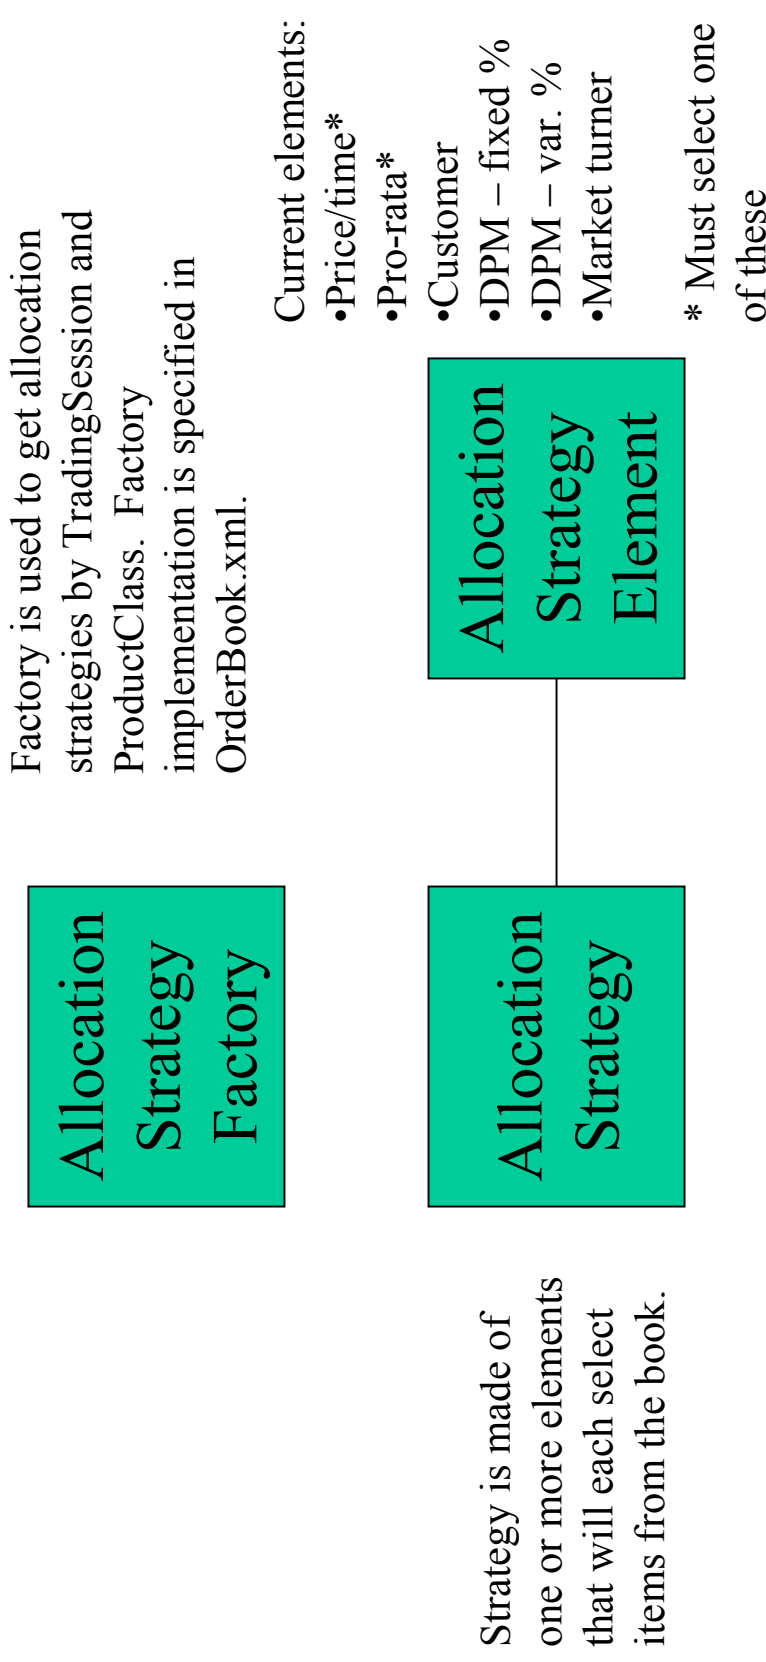 Allocation
Strategy
Factory
Factory is used to get allocation
strategies by TradingSession and
ProductClass.  Factory
implementation is specified in
OrderBook.xml.
Strategy is made of
one or more elements
that will each select
items from the book.
Allocation
Strategy
Allocation
Strategy
Element
Current elements:
•Price/time*
•Pro-rata*
•Customer
•DPM – fixed %
•DPM – var. %
•Market turner
* Must select one
of these